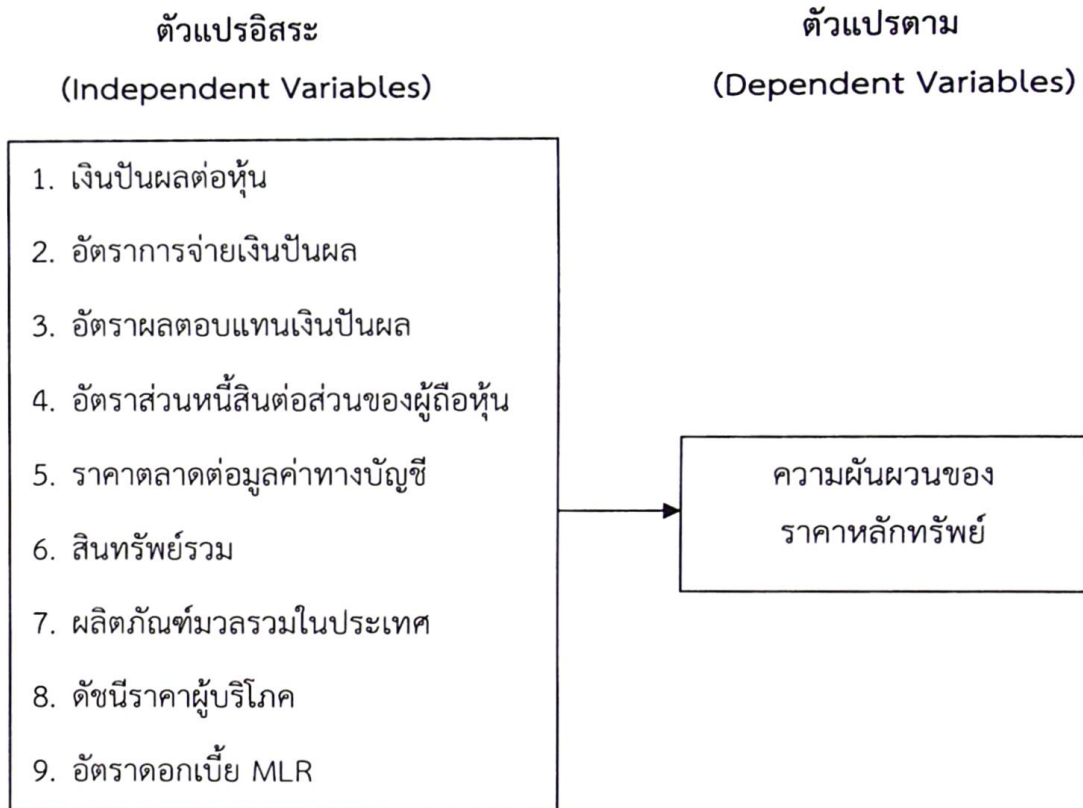 ตัวแปรอิสระ
(Independent Variables)
ตัวแปรตาม
(Dependent Variables)
1. เงินปันผลต่อหุ้น
2. อัตราการจ่ายเงินปันผล
3. อัตราผลตอบแทนเงินปันผล
4. อัตราส่วนหนี้สินต่อส่วนของผู้ถือหุ้น
5. ราคาตลาดต่อมูลค่าทางบัญชี
6. สินทรัพย์รวม
7. ผลิตภัณฑ์มวลรวมในประเทศ
8. ดัชนีราคาผู้บริโภค
9. อัตราดอกเบี้ย MLR
ความผันผวนของ
ราคาหลักทรัพย์